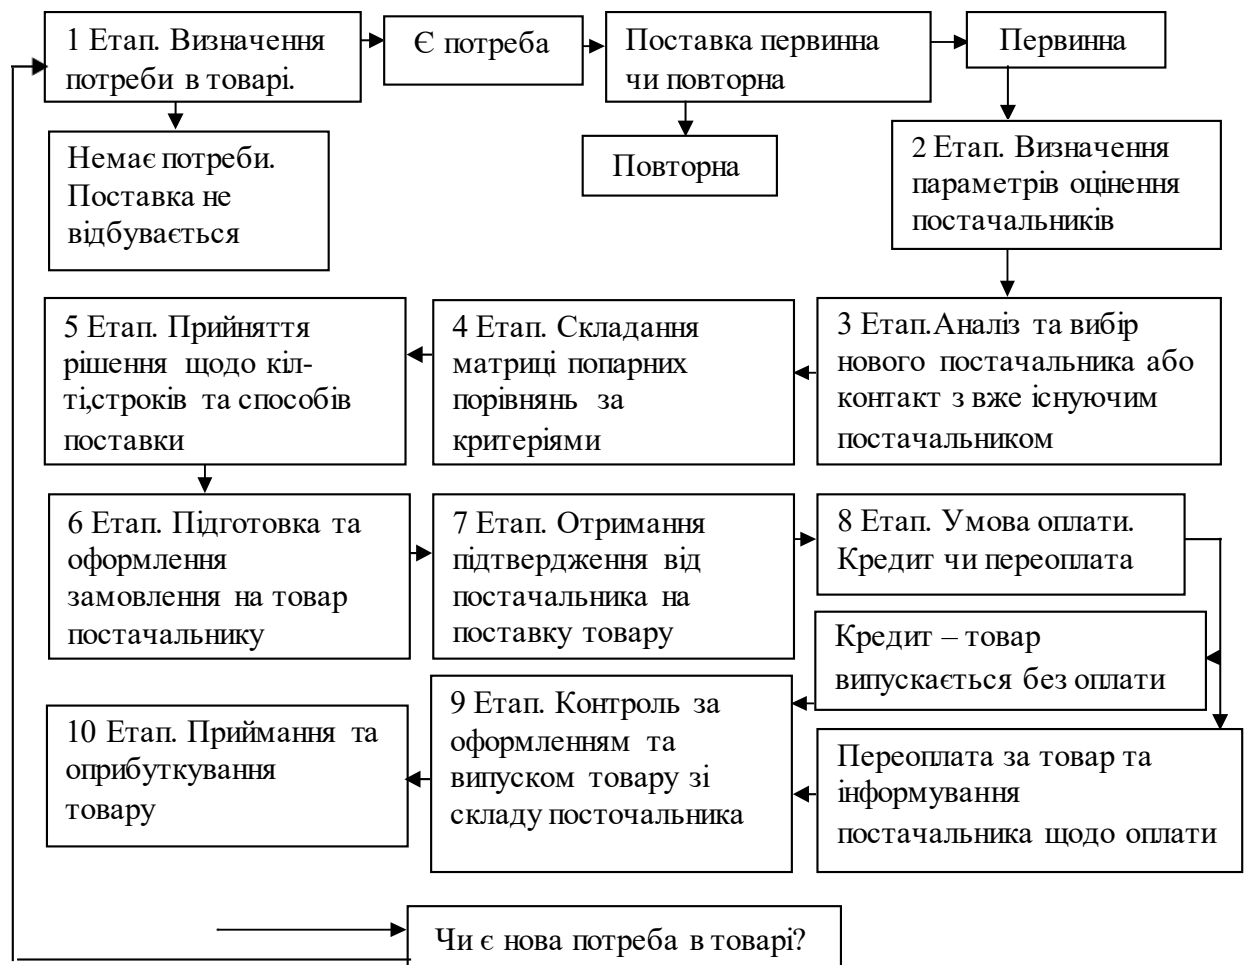 1 Етап. Визначення
потреби в товарі.
Є потреба
Поставка первинна
чи повторна
Первинна
Немає потреби.
Поставка не
відбувається
Повторна
2 Етап. Визначення
параметрів оцінення
постачальників
5 Етап. Прийняття
рішення щодо кіл-
ті,строків та способів
поставки
4 Етап. Складання
матриці попарних
порівнянь за
критеріями
3 Етап.Аналіз та вибір
нового постачальника або
контакт з вже існуючим
постачальником
6 Етап. Підготовка та
оформлення
замовлення на товар
постачальнику
7 Етап. Отримання
підтвердження від
постачальника на
поставку товару
8 Етап. Умова оплати.
Кредит чи переоплата
Кредит – товар
випускається без оплати
10 Етап. Приймання та
оприбуткування
товару
9 Етап. Контроль за
оформленням та
випуском товару зі
складу посточальника
Переоплата за товар та
інформування
постачальника щодо оплати
Чи є нова потреба в товарі?